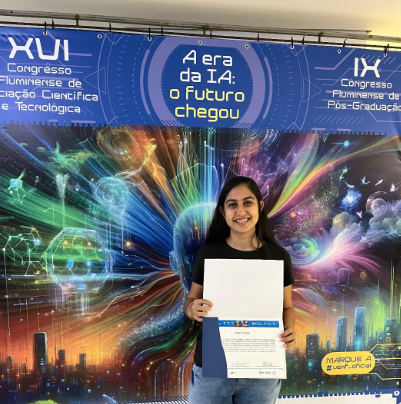 XVI
Congresso
Fluminense de
ciação Científica
e Tecnológica
A era
da IA:
o futuro
chegou
IX
Congresso
Fluminense de
Pós-Graduação
MARQUE A
#uenf_oficial